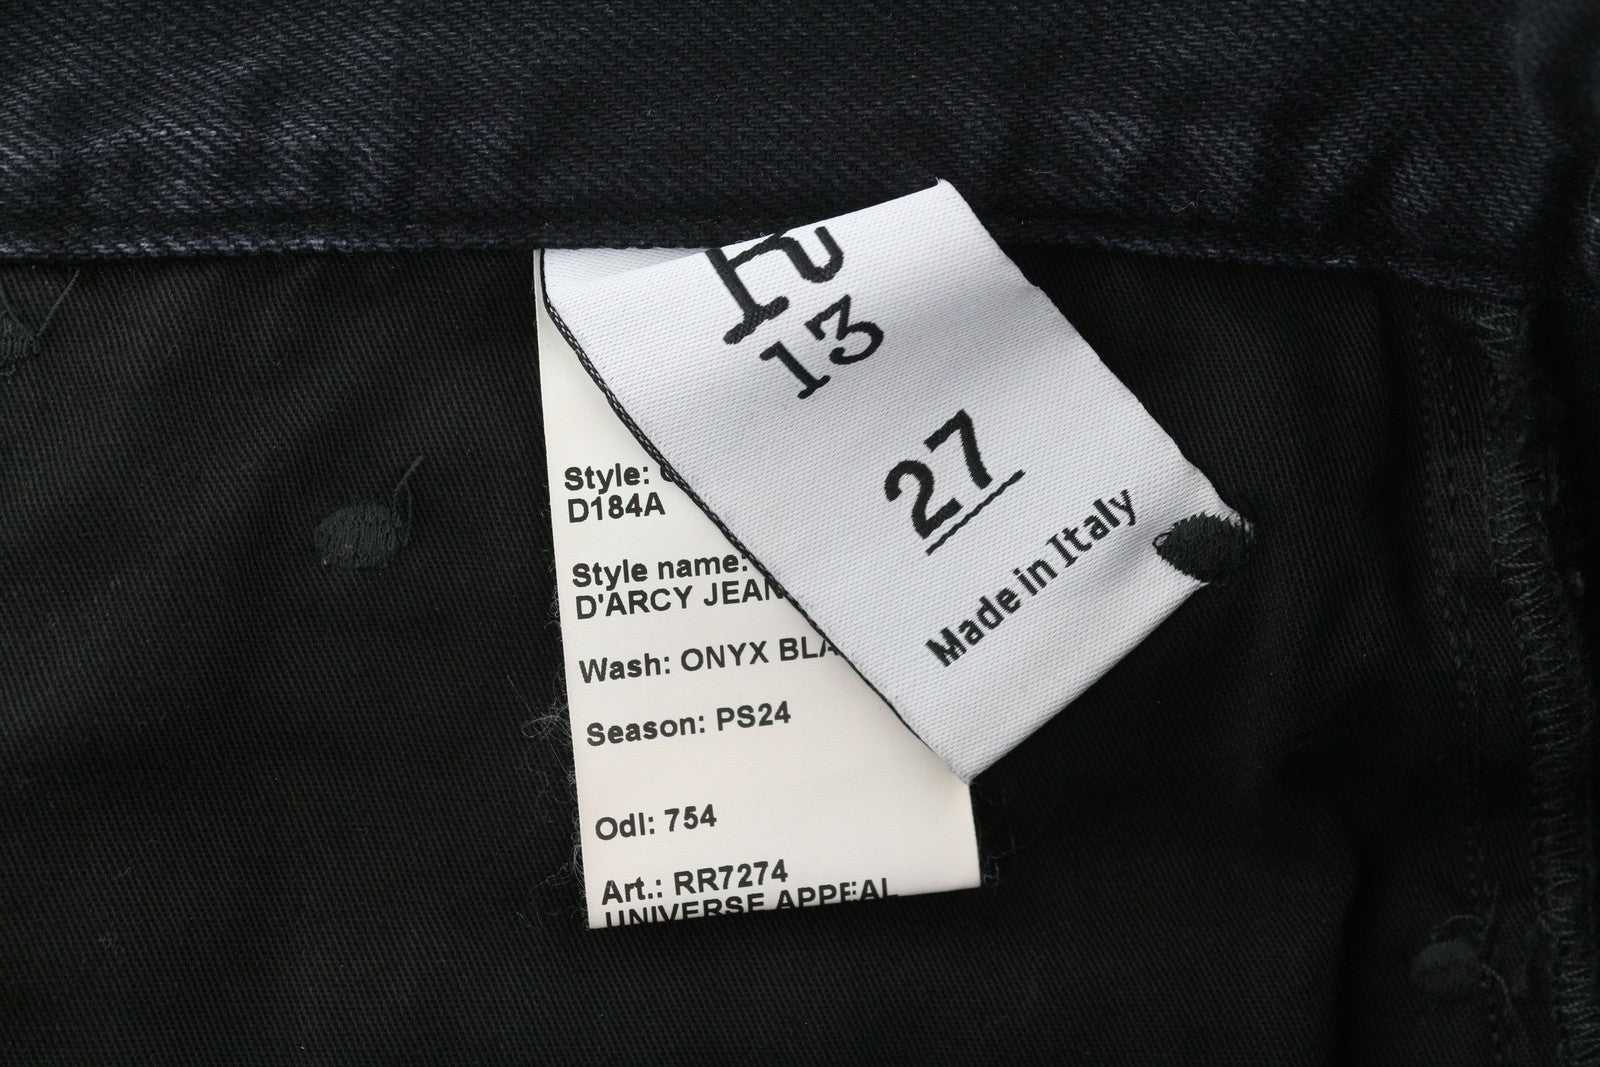 R
13
27
Made in Italy
Style:
D184A
Style name:
D'ARCY JEAN
Wash: ONYX BLA
Season: PS24
Odl: 754
Art.: RR7274
UNIVERSE APPEAL